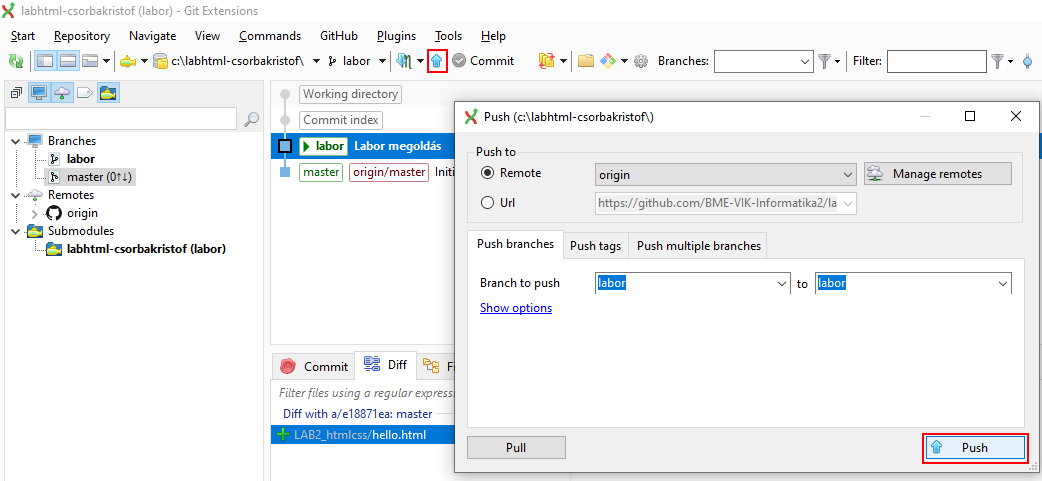 labhtml-csorbakristof (labor) - Git Extensions
Start Repository Navigate View Commands GitHub Plugins Tools Help
c:\labhtml-csorbakristof\ labor Commit Branches: Filter:
Working directory
Commit index
labor Labor megoldás
master origin/master Initi
Branches
labor
master (0↑↓)
Remotes
origin
Submodules
labhtml-csorbakristof (labor)
Commit Diff Fi
Filter files using a regular express
Diff with a/e18871ea: master
LAB2_htmlcss/hello.html
Push (c:\labhtml-csorbakristof\)
Push to
Remote origin Manage remotes
Url https://github.com/BME-VIK-Informatika2/la
Push branches Push tags Push multiple branches
Branch to push labor to labor
Show options
Pull Push